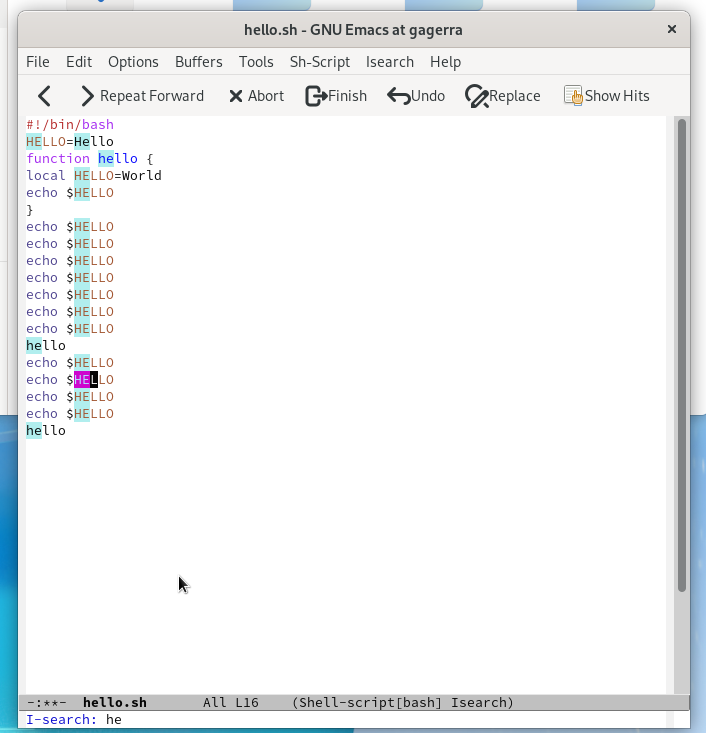 hello.sh - GNU Emacs at gagerra
File Edit Options Buffers Tools Sh-Script Isearch Help
Repeat Forward Abort Finish Undo Replace Show Hits
#!/bin/bash
HELLO=Hello
function hello {
local HELLO=World
echo $HELLO
}
echo $HELLO
echo $HELLO
echo $HELLO
echo $HELLO
echo $HELLO
echo $HELLO
echo $HELLO
hello
echo $HELLO
echo $HELLO
echo $HELLO
echo $HELLO
hello
-:**- hello.sh All L16 (Shell-script[bash] Isearch)
I-search: he